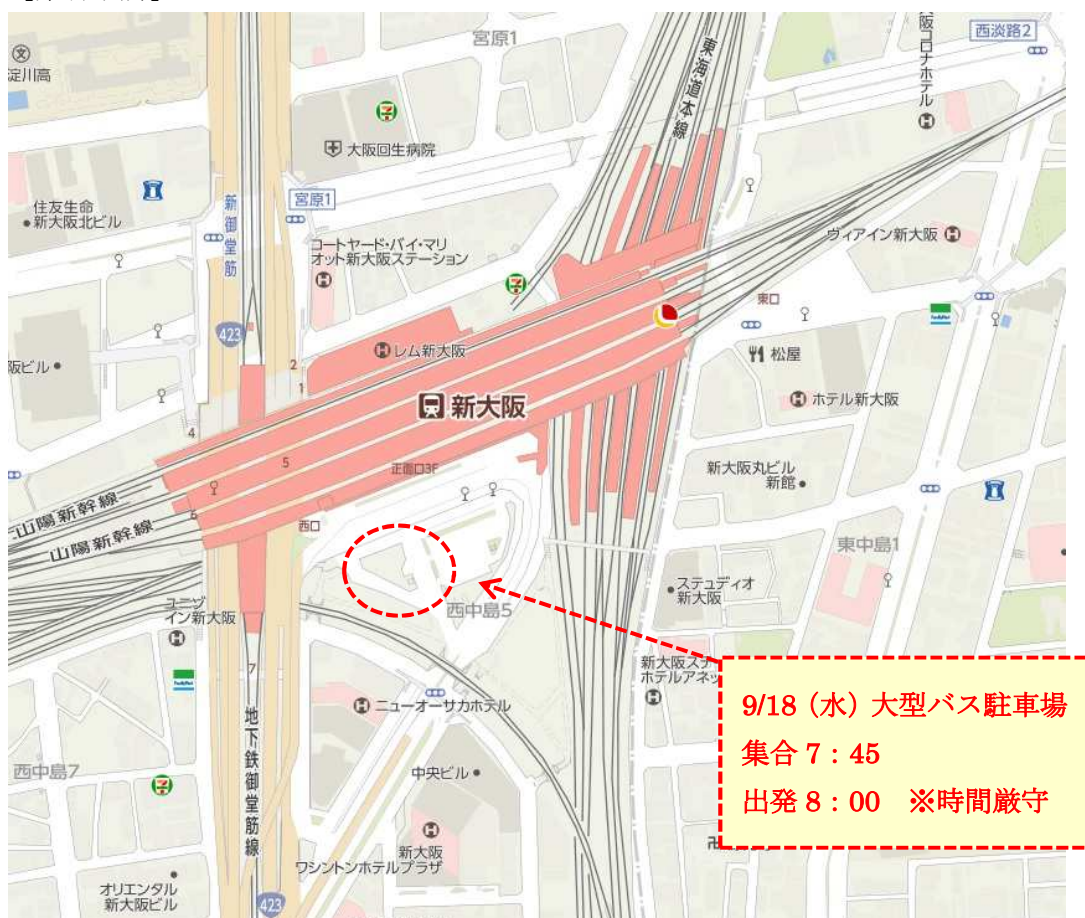 宮原1
西淡路2
大阪コロナホテル
淀川高
東海道本線
大阪回生病院
住友生命
新大阪北ビル
新御堂筋
宮原1
コートヤード・バイ・マリ
オット新大阪ステーション
ヴィアイン新大阪
423
東口
レム新大阪
松屋
阪ビル
2
1
新大阪
ホテル新大阪
4
5
正面口3F
新大阪丸ビル
新館
山陽新幹線
6
山陽新幹線
西口
東中島1
ステュディオ
新大阪
西中島5
ユニゾ
イン新大阪
7
新大阪ステ
ホテルアネッ
9/18（水）大型バス駐車場
集合 7：45
出発 8：00　※時間厳守
ニューオーサカホテル
地下鉄御堂筋線
西中島7
中央ビル
新大阪
ワシントンホテルプラザ
オリエンタル
新大阪ビル
423